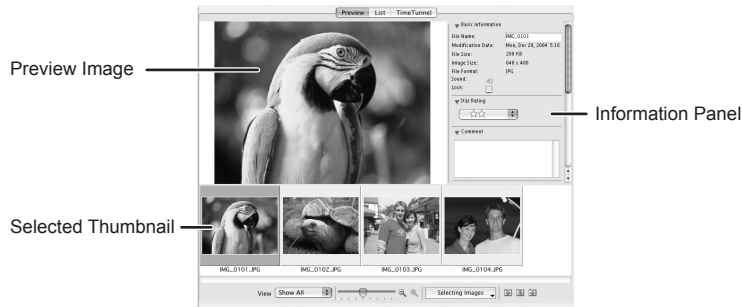 Preview List TimeTunnel
Basic Information
File Name: IMG_0101
Modification Date: Mon, Dec 20, 2004 5:16
File Size: 200 KB
Image Size: 640 x 480
File Format: JPG
Sound:
Lock:
Star Rating
Comment
Preview Image
Information Panel
Selected Thumbnail
IMG_0101.JPG IMG_0102.JPG IMG_0103.JPG IMG_0104.JPG
View Show All Selecting Images